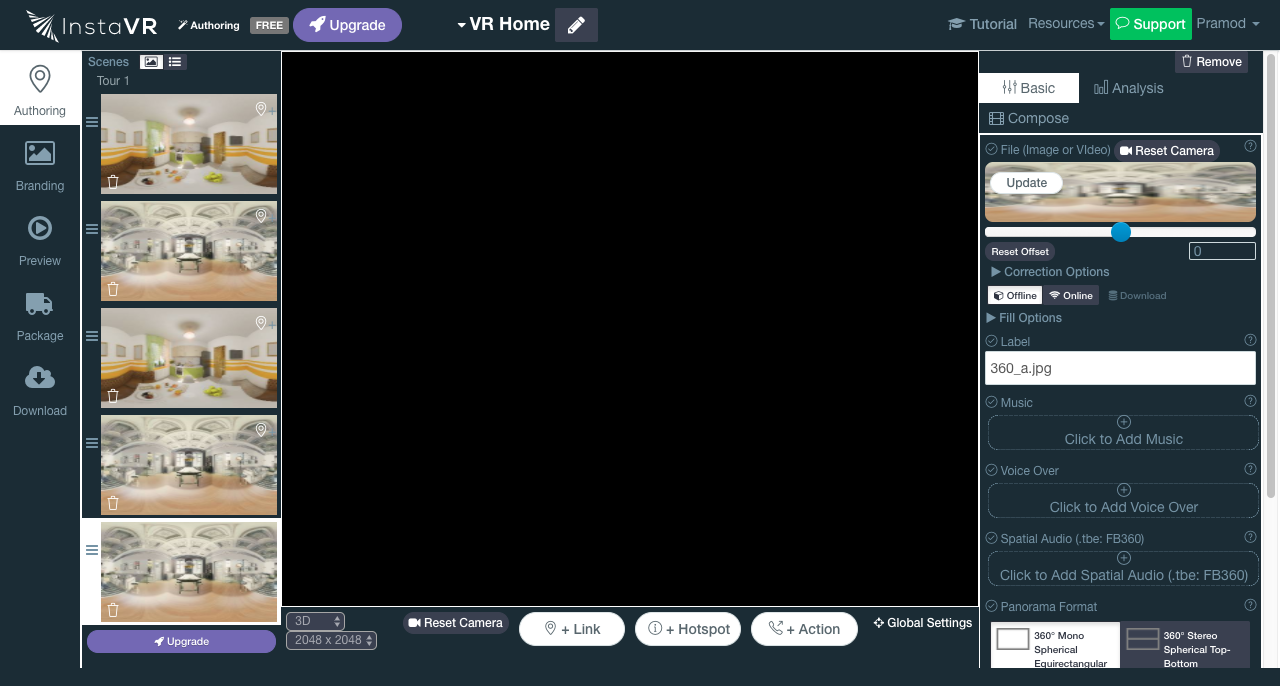 InstaVR
Authoring
FREE
Upgrade
VR Home
Tutorial
Resources
Support
Pramod
Authoring
Branding
Preview
Package
Download
Scenes
Tour 1
Upgrade
3D
2048 x 2048
Reset Camera
+ Link
+ Hotspot
+ Action
Global Settings
Remove
Basic
Analysis
Compose
File (Image or VIdeo)
Reset Camera
Update
Reset Offset
0
Correction Options
Offline
Online
Download
Fill Options
Label
360_a.jpg
Music
Click to Add Music
Voice Over
Click to Add Voice Over
Spatial Audio (.tbe: FB360)
Click to Add Spatial Audio (.tbe: FB360)
Panorama Format
360° Mono
Spherical
Equirectangular
360° Stereo
Spherical Top-
Bottom